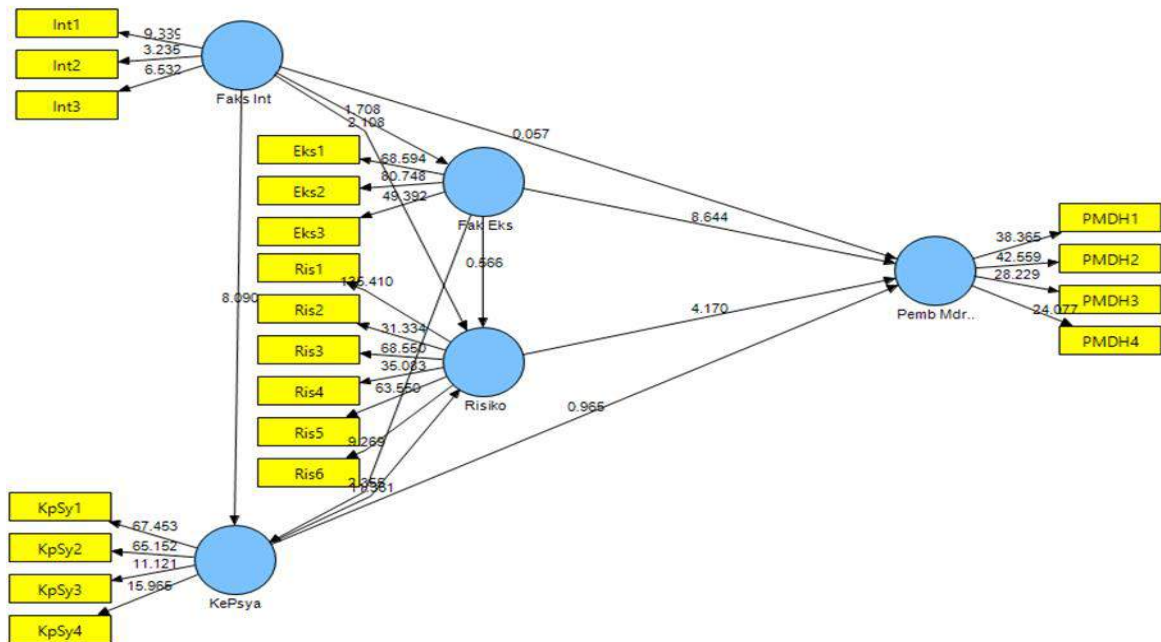 Int1
9.339
Int2
3.235
Int3
6.532
Faks Int
1.708
2.108
0.057
Eks1
68.594
Eks2
80.748
Eks3
49.392
Fak Eks
8.644
0.566
PMDH1
38.365
PMDH2
42.559
PMDH3
28.229
PMDH4
24.077
Pemb Mdr..
8.090
Ris1
Ris2
31.334
Ris3
68.550
Ris4
Ris5
63.550
Ris6
9.269
Risiko
4.170
0.965
KpSy1
67.453
KpSy2
65.152
KpSy3
11.121
KpSy4
15.965
KePsya